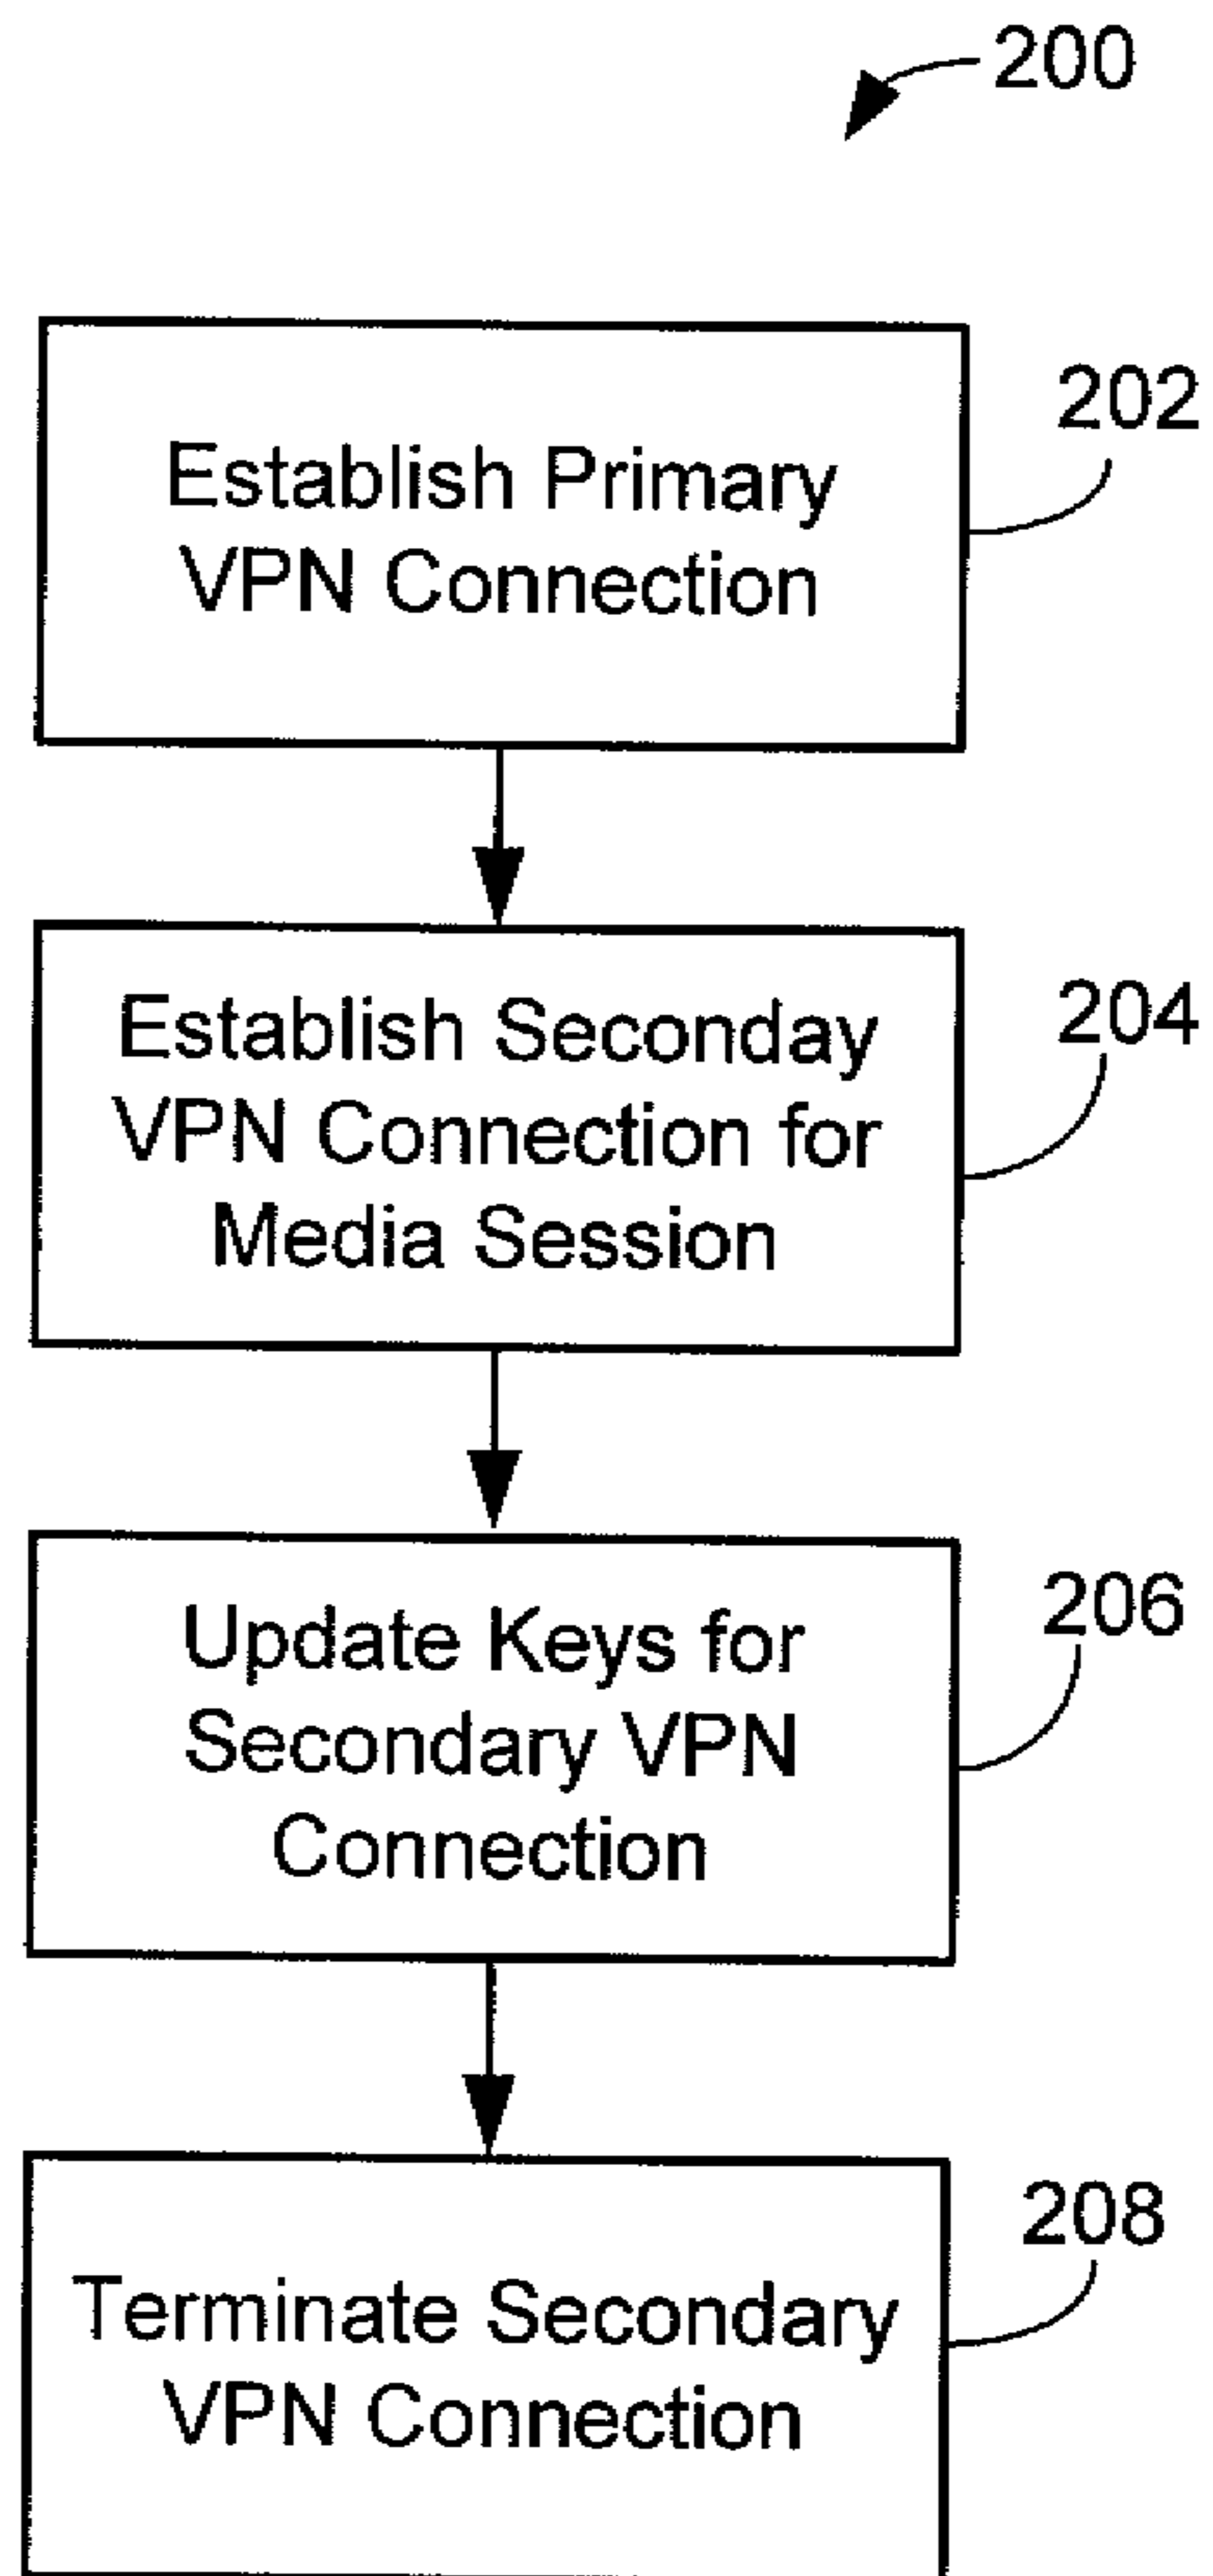 200
202
Establish Primary
VPN Connection
204
Establish Seconday
VPN Connection for
Media Session
206
Update Keys for
Secondary VPN
Connection
208
Terminate Secondary
VPN Connection